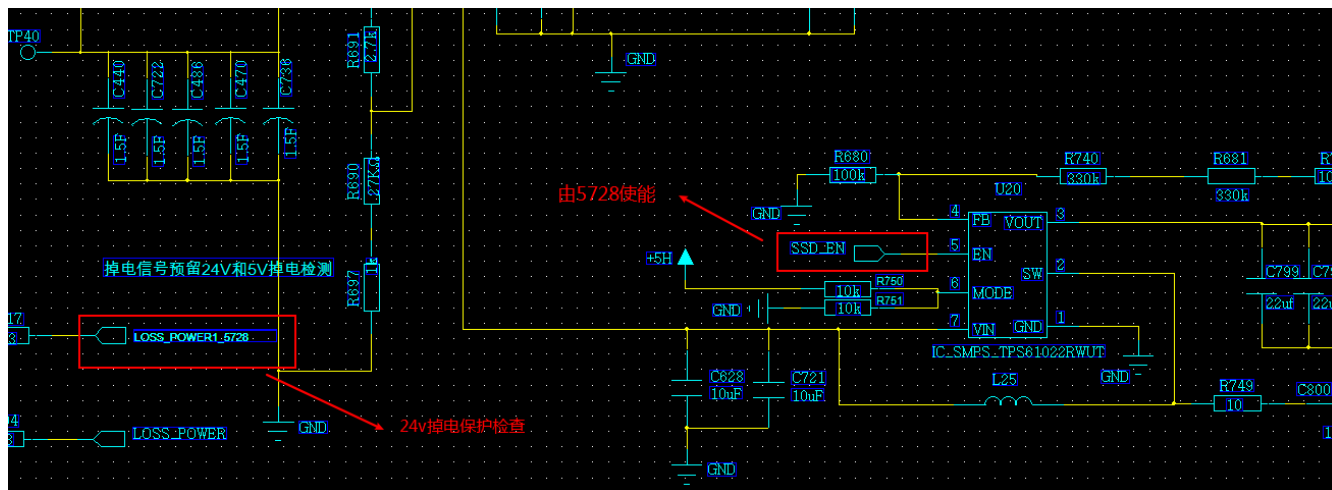 TP40
C440
C722
C486
C470
C736
1.5F
1.5F
1.5F
1.5F
1.5F
R691
2.7k
R690
27KΩ
R697
1k
GND
掉电信号预留24V和5V掉电检测
17
3
LOSS_POWER1_5728
24v掉电保护检查
GND
LOSS_POWER
由5728使能
R680
100k
R740
330k
R681
330k
10
U20
GND
4
FB
VOUT
3
SSD_EN
5
EN
SW
2
+5H
10k
R750
6
MODE
GND
10k
R751
7
VIN
GND
1
IC_SMPS_TPS61022RWUT
GND
C799
22uf
C628
10uF
C721
10uF
L25
R749
10
C800
GND